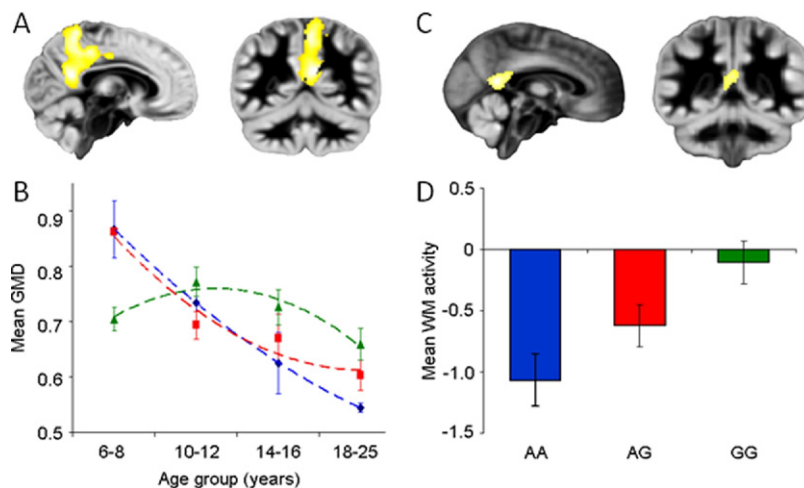 A
C
B
Mean GMD
0.9
0.8
0.7
0.6
0.5
6-8
10-12
14-16
18-25
Age group (years)
D
Mean WM activity
0.5
0
-0.5
-1.0
-1.5
AA
AG
GG